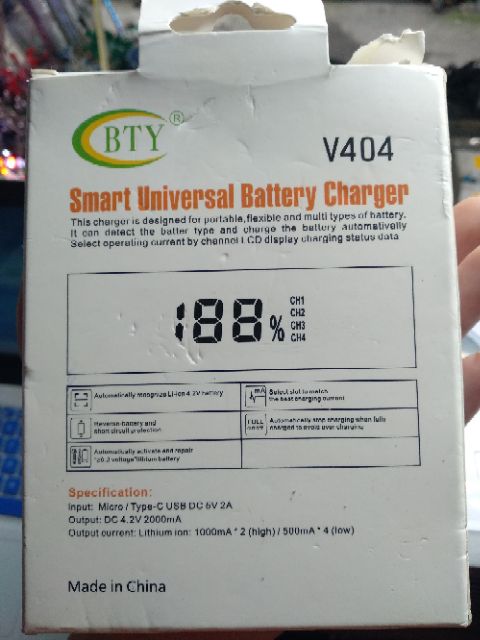 BTY®
V404
Smart Universal Battery Charger
This charger is designed for portable,flexible and multi types of battery.
It can detect the batter type and charge the battery automatively
Select operating current by channel LCD display charging status data
188%
CH1
CH2
CH3
CH4
Automatically recognize Li-ion 4.2V battery
mA
Select slot to match
the best charging current
Reverse-battery and
short circuit protection
FULL
Automatically stop charging when fully
charged to avoid over charging
Automatically activate and repair
voltage"lithium battery
Specification:
Input: Micro / Type-C USB DC 5V 2A
Output: DC 4.2V 2000mA
Output current: Lithium ion: 1000mA * 2 (high) / 500mA * 4 (low)
Made in China